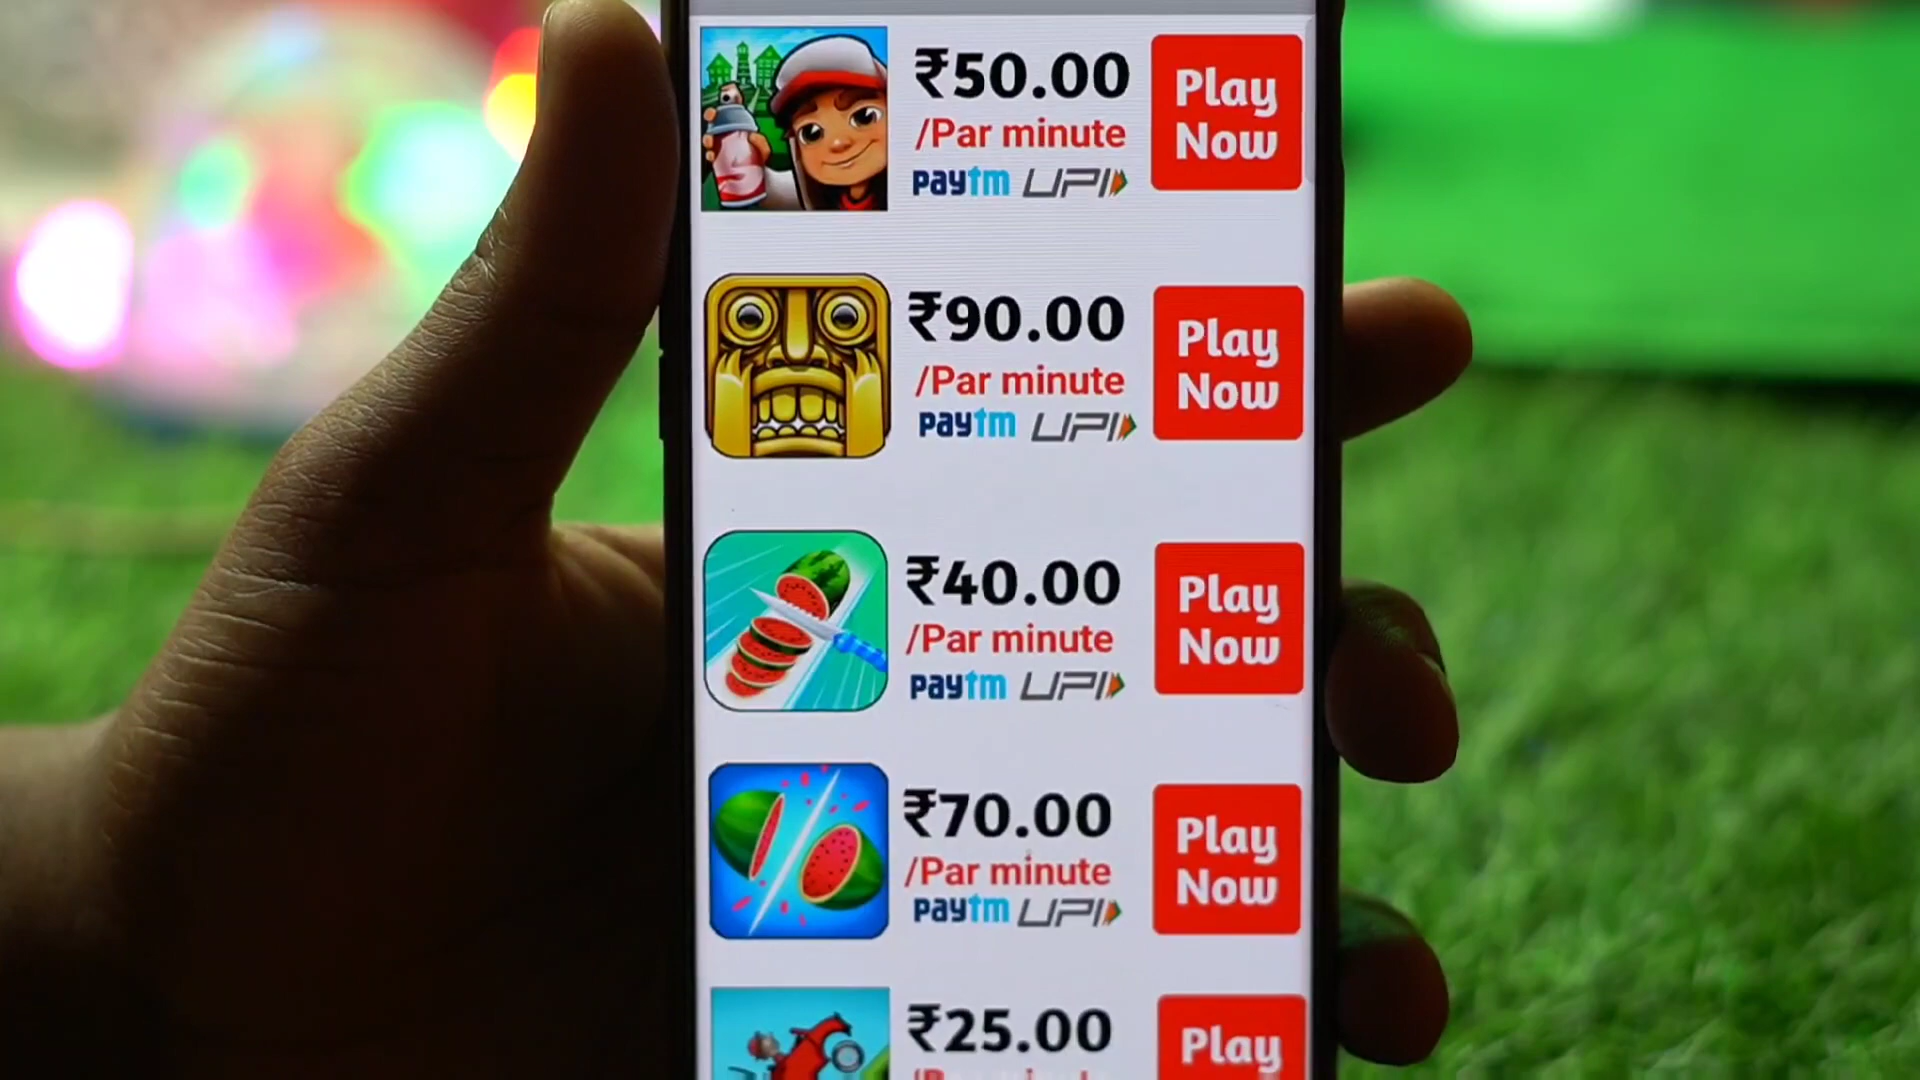 ₹50.00
/Par minute
paytm UPI
Play
Now
₹90.00
/Par minute
paytm UPI
Play
Now
₹40.00
/Par minute
paytm UPI
Play
Now
₹70.00
/Par minute
paytm UPI
Play
Now
₹25.00
Play